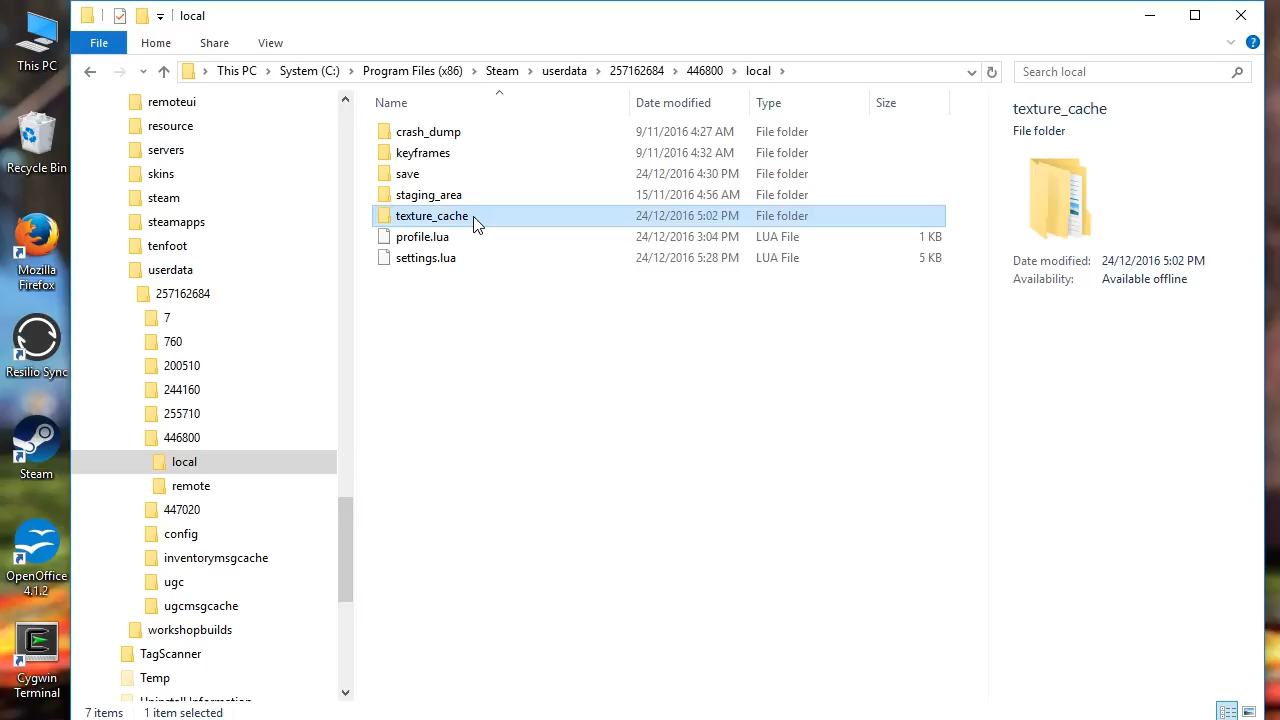 This PC
Recycle Bin
Mozilla
Firefox
Resilio Sync
Steam
OpenOffice
4.1.2
Cygwin
Terminal
local
File Home Share View
This PC System (C:) Program Files (x86) Steam userdata 257162684 446800 local
Search local
remoteui
resource
servers
skins
steam
steamapps
tenfoot
userdata
257162684
7
760
200510
244160
255710
446800
local
remote
447020
config
inventorymsgcache
ugc
ugcmsgcache
workshopbuilds
TagScanner
Temp
Uninstall Information
Name Date modified Type Size
crash_dump 9/11/2016 4:27 AM File folder
keyframes 9/11/2016 4:32 AM File folder
save 24/12/2016 4:30 PM File folder
staging_area 15/11/2016 4:56 AM File folder
texture_cache 24/12/2016 5:02 PM File folder
profile.lua 24/12/2016 3:04 PM LUA File 1 KB
settings.lua 24/12/2016 5:28 PM LUA File 5 KB
texture_cache
File folder
Date modified: 24/12/2016 5:02 PM
Availability: Available offline
7 items 1 item selected